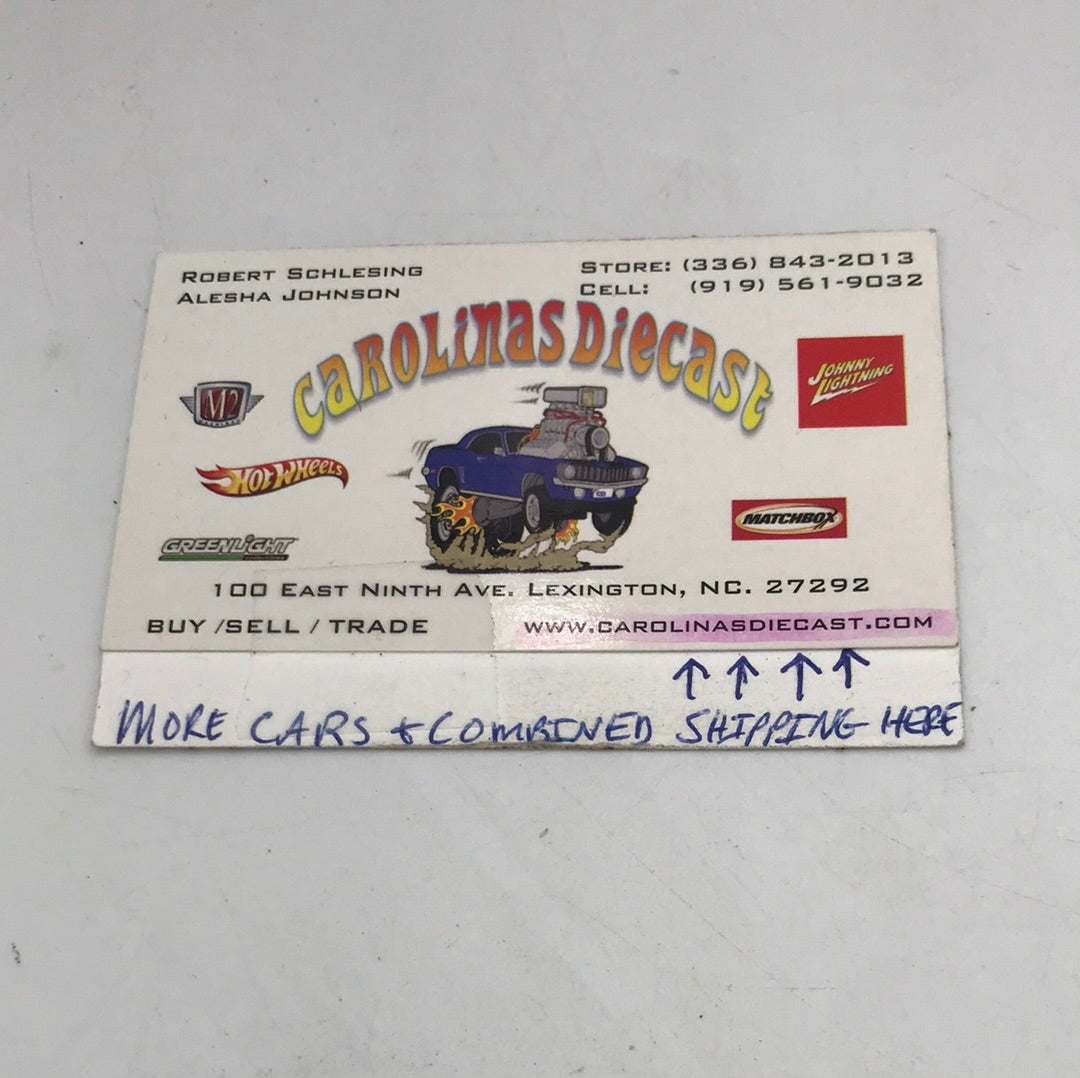 ROBERT SCHLESING
ALESHA JOHNSON
STORE: (336) 843-2013
CELL: (919) 561-9032
CAROLINAS DIECAST
M2
JOHNNY LIGHTNING
HOT WHEELS
MATCHBOX
GREENLIGHT
100 EAST NINTH AVE. LEXINGTON, NC. 27292
BUY /SELL / TRADE
WWW.CAROLINASDIECAST.COM
MORE CARS + COMBINED SHIPPING HERE